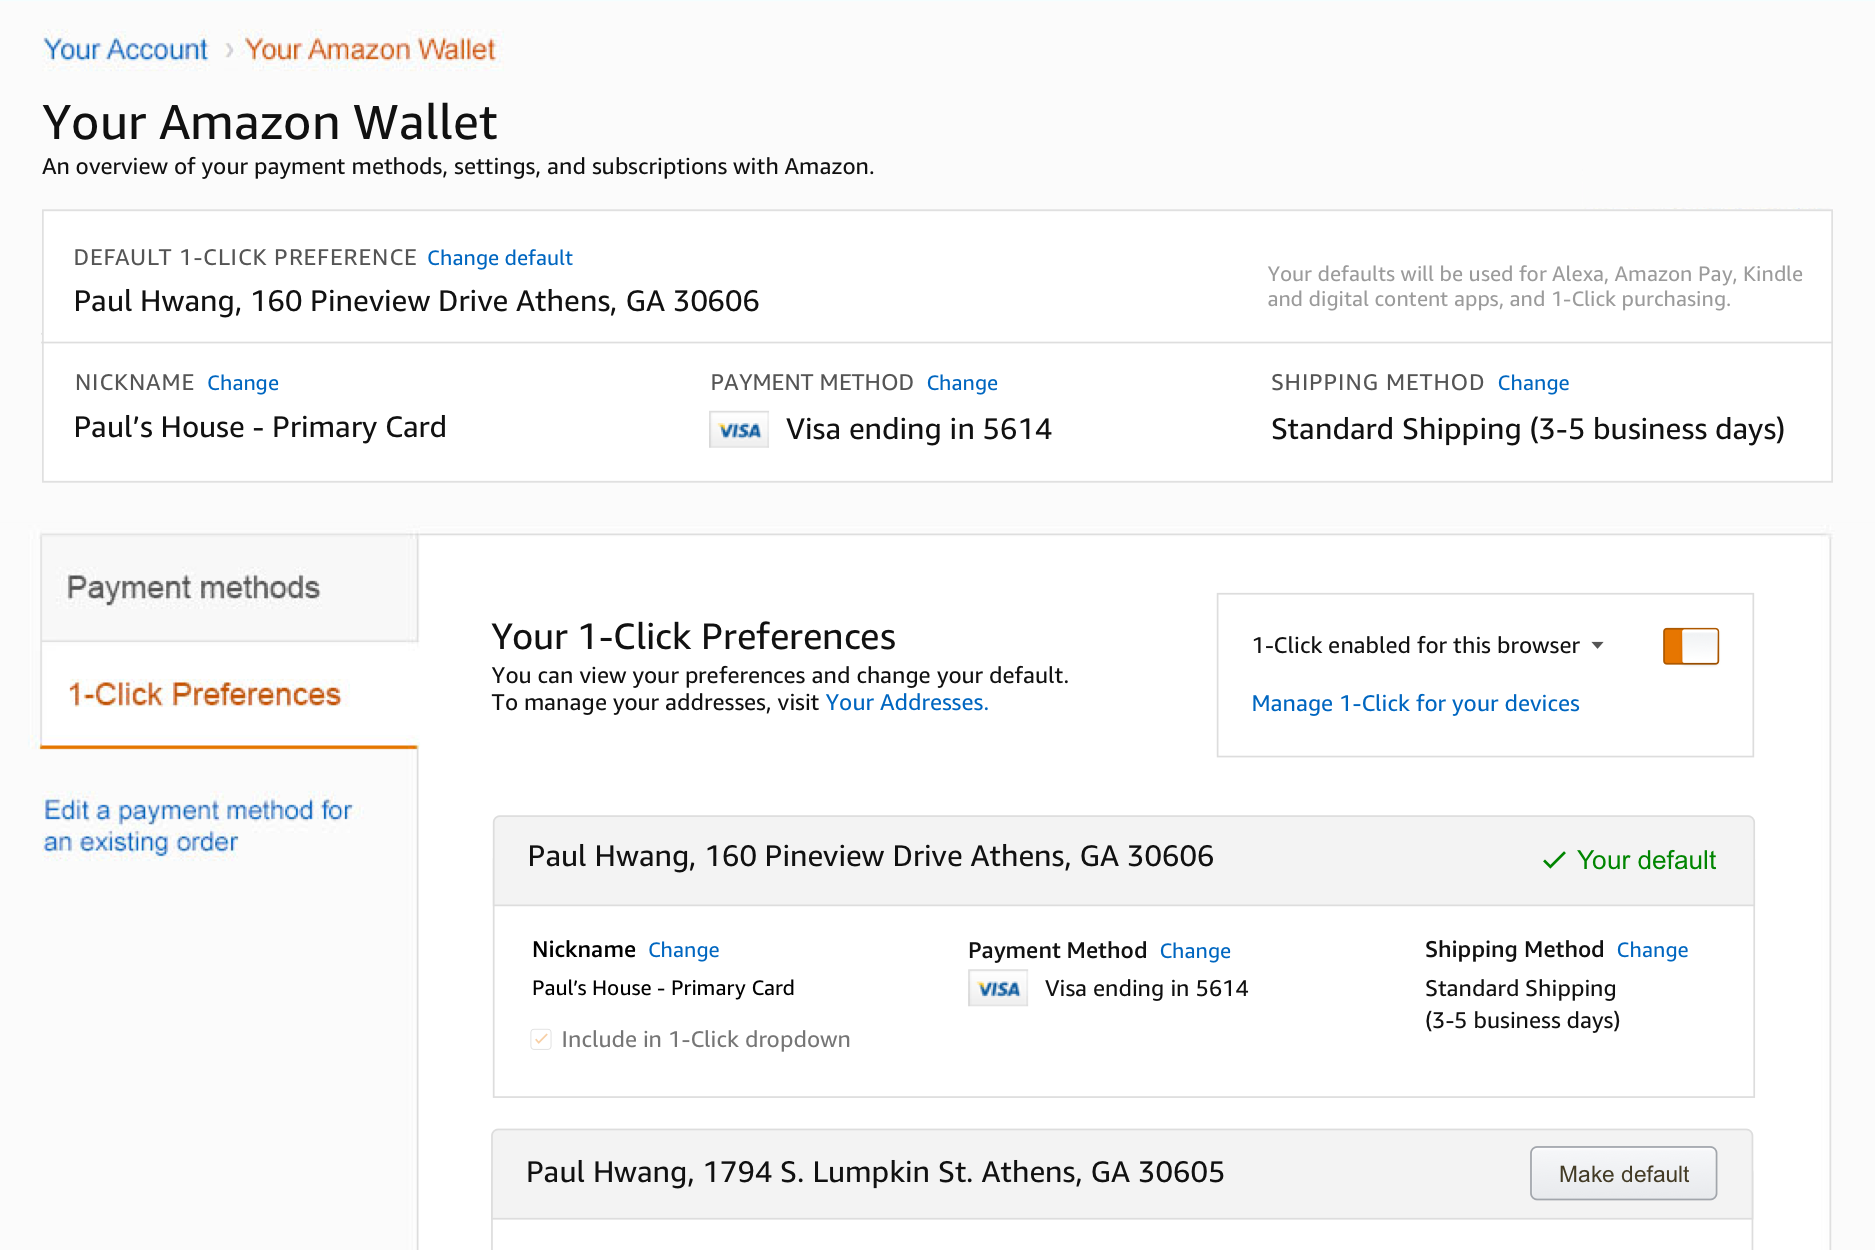 Your Account › Your Amazon Wallet
Your Amazon Wallet
An overview of your payment methods, settings, and subscriptions with Amazon.
DEFAULT 1-CLICK PREFERENCE Change default
Paul Hwang, 160 Pineview Drive Athens, GA 30606
Your defaults will be used for Alexa, Amazon Pay, Kindle
and digital content apps, and 1-Click purchasing.
NICKNAME Change
Paul’s House - Primary Card
PAYMENT METHOD Change
VISA Visa ending in 5614
SHIPPING METHOD Change
Standard Shipping (3-5 business days)
Payment methods
1-Click Preferences
Edit a payment method for
an existing order
Your 1-Click Preferences
You can view your preferences and change your default.
To manage your addresses, visit Your Addresses.
1-Click enabled for this browser
Manage 1-Click for your devices
Paul Hwang, 160 Pineview Drive Athens, GA 30606
Your default
Nickname Change
Paul’s House - Primary Card
Include in 1-Click dropdown
Payment Method Change
VISA Visa ending in 5614
Shipping Method Change
Standard Shipping
(3-5 business days)
Paul Hwang, 1794 S. Lumpkin St. Athens, GA 30605
Make default